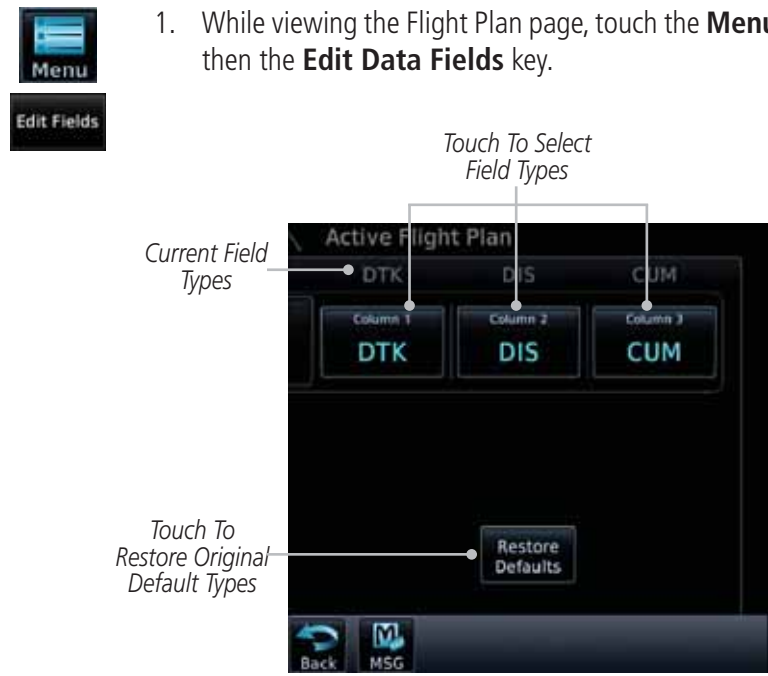 1. While viewing the Flight Plan page, touch the Menu
then the Edit Data Fields key.
Menu
Edit Fields
Touch To Select
Field Types
Current Field
Types
Active Flight Plan
DTK DIS CUM
Column 1 Column 2 Column 3
DTK DIS CUM
Touch To
Restore Original
Default Types
Restore
Defaults
Back MSG